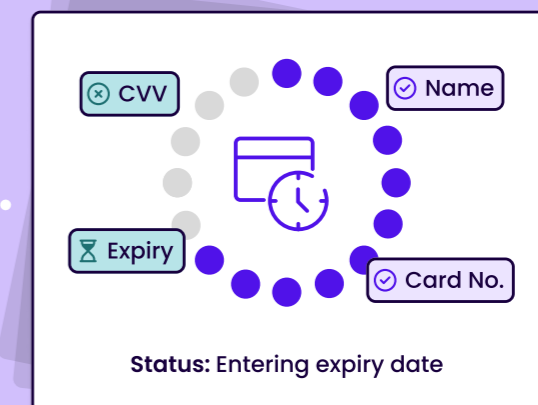 CVV
Name
Expiry
Card No.
Status: Entering expiry date